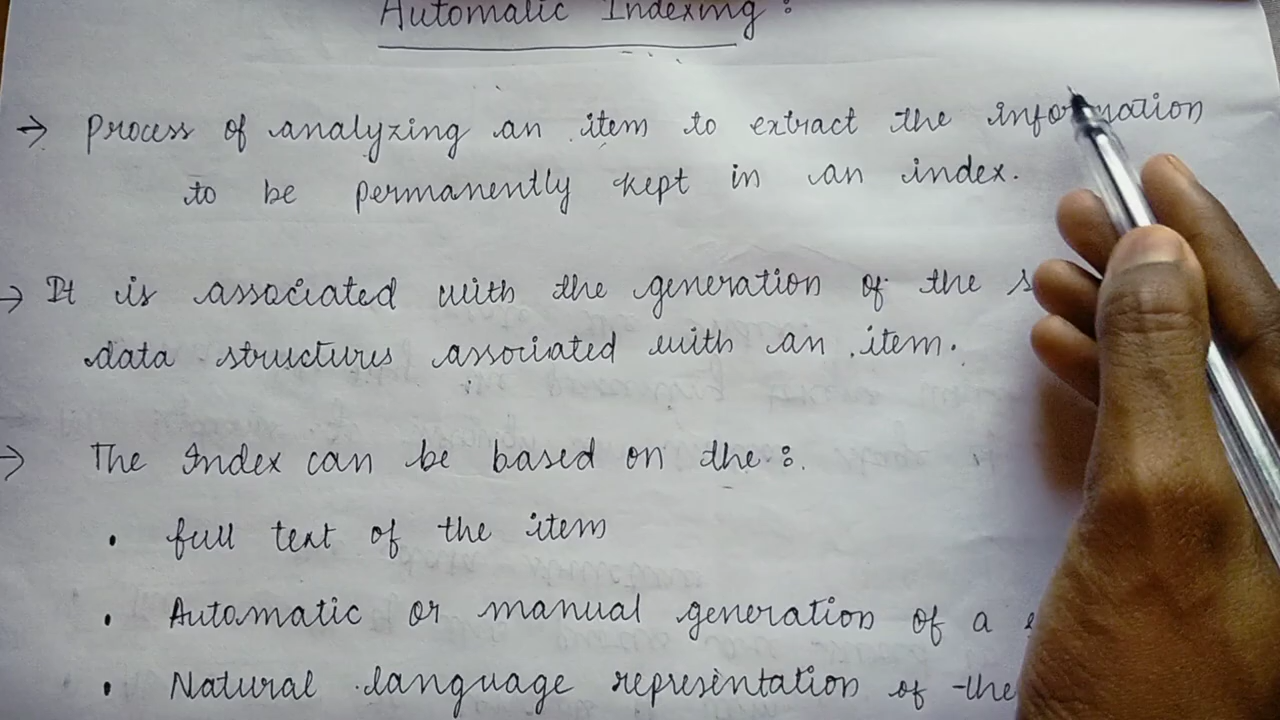 Automatic Indexing :
→ Process of analyzing an item to extract the information
to be permanently kept in an index.
→ It is associated with the generation of the
data structures associated with an item.
→ The Index can be based on the :.
• full text of the item
• Automatic or manual generation of a
• Natural language representation of the